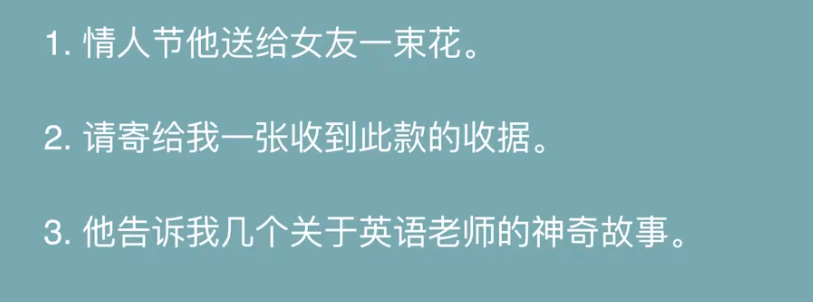 1. 情人节他送给女友一束花。
2. 请寄给我一张收到此款的收据。
3. 他告诉我几个关于英语老师的神奇故事。